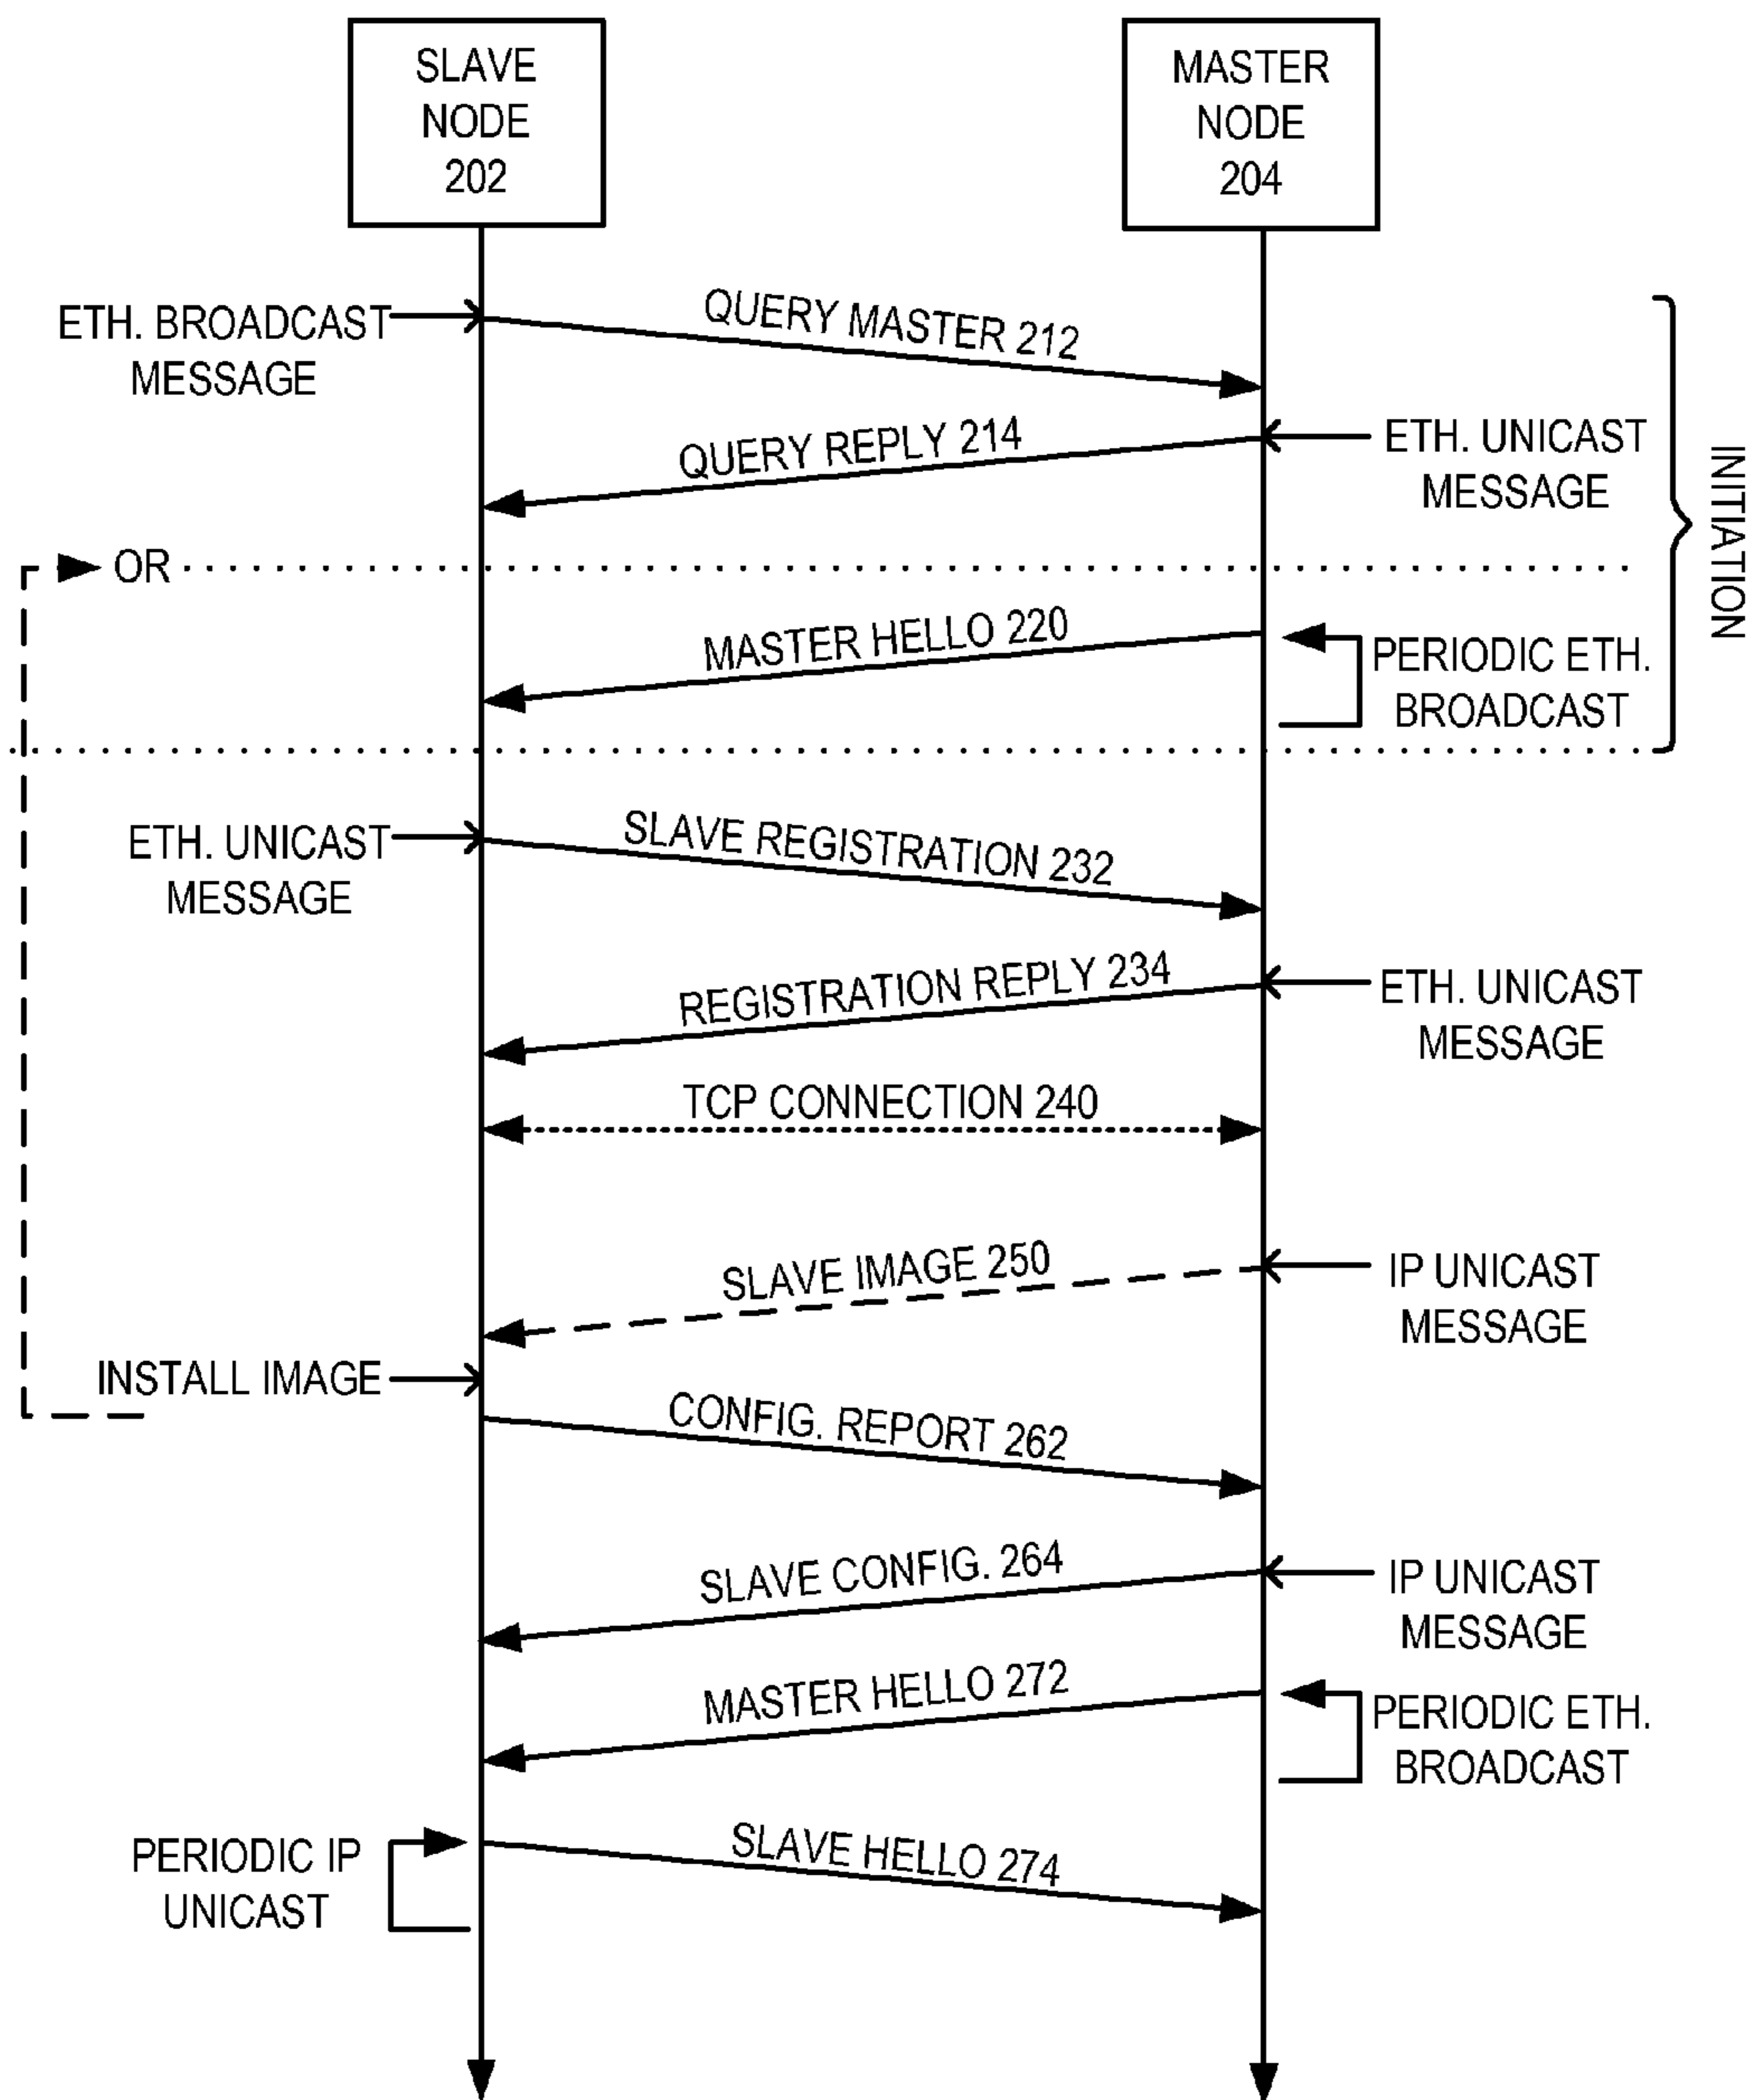 SLAVE
NODE
202
MASTER
NODE
204
ETH. BROADCAST
MESSAGE
QUERY MASTER 212
QUERY REPLY 214
ETH. UNICAST
MESSAGE
INITIATION
OR
MASTER HELLO 220
PERIODIC ETH.
BROADCAST
ETH. UNICAST
MESSAGE
SLAVE REGISTRATION 232
REGISTRATION REPLY 234
ETH. UNICAST
MESSAGE
TCP CONNECTION 240
SLAVE IMAGE 250
IP UNICAST
MESSAGE
INSTALL IMAGE
CONFIG. REPORT 262
SLAVE CONFIG. 264
IP UNICAST
MESSAGE
MASTER HELLO 272
PERIODIC ETH.
BROADCAST
PERIODIC IP
UNICAST
SLAVE HELLO 274